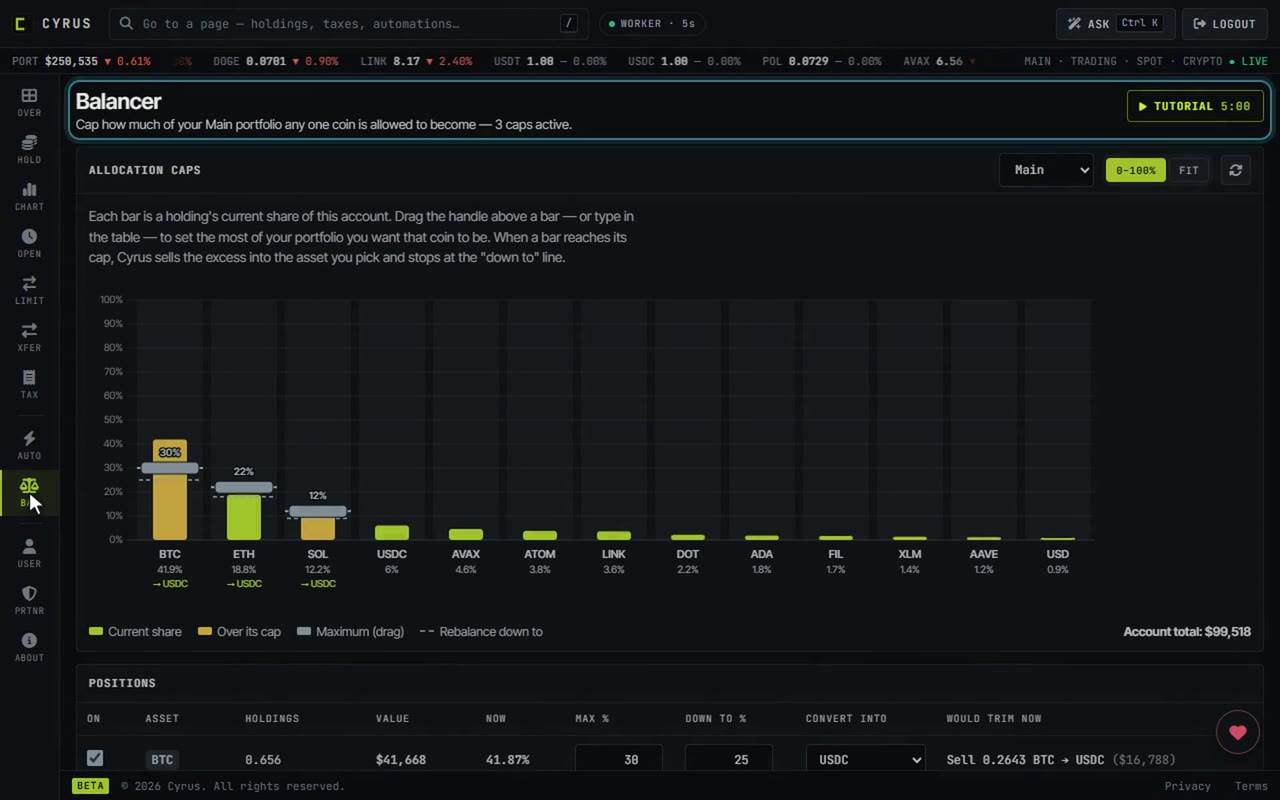 CYRUS
Go to a page — holdings, taxes, automations…
/
WORKER · 5s
ASK Ctrl K
LOGOUT
PORT $250,535 ▼ 0.61%
DOGE 0.0701 ▼ 0.90% LINK 8.17 ▼ 2.40% USDT 1.00 — 0.00% USDC 1.00 — 0.00% POL 0.0729 — 0.00% AVAX 6.56 ▼
MAIN · TRADING · SPOT · CRYPTO ● LIVE
OVER
HOLD
CHART
OPEN
LIMIT
XFER
TAX
AUTO
USER
PRTNR
ABOUT
Balancer
Cap how much of your Main portfolio any one coin is allowed to become — 3 caps active.
▶ TUTORIAL 5:00
ALLOCATION CAPS
Main
0–100%
FIT
Each bar is a holding's current share of this account. Drag the handle above a bar — or type in
the table — to set the most of your portfolio you want that coin to be. When a bar reaches its
cap, Cyrus sells the excess into the asset you pick and stops at the "down to" line.
100%
90%
80%
70%
60%
50%
40%
30%
20%
10%
0%
30%
22%
12%
BTC ETH SOL USDC AVAX ATOM LINK DOT ADA FIL XLM AAVE USD
41.9% 18.8% 12.2% 6% 4.6% 3.8% 3.6% 2.2% 1.8% 1.7% 1.4% 1.2% 0.9%
→ USDC → USDC → USDC
Current share Over its cap Maximum (drag) Rebalance down to
Account total: $99,518
POSITIONS
ON ASSET HOLDINGS VALUE NOW MAX % DOWN TO % CONVERT INTO WOULD TRIM NOW
BTC 0.656 $41,668 41.87% 30 25 USDC Sell 0.2643 BTC → USDC ($16,788)
BETA © 2026 Cyrus. All rights reserved.
Privacy Terms